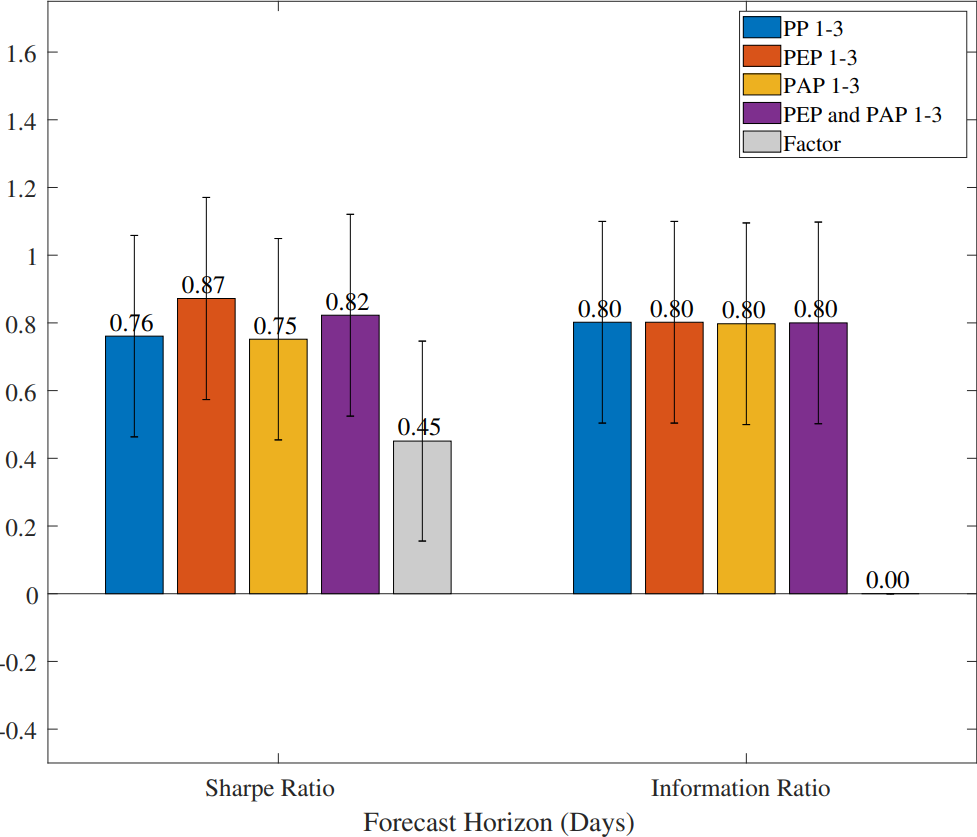 PP 1-3
PEP 1-3
PAP 1-3
PEP and PAP 1-3
Factor
1.6
1.4
1.2
1
0.8
0.6
0.4
0.2
0
-0.2
-0.4
0.76
0.87
0.75
0.82
0.45
0.80
0.80
0.80
0.80
0.00
Sharpe Ratio
Information Ratio
Forecast Horizon (Days)